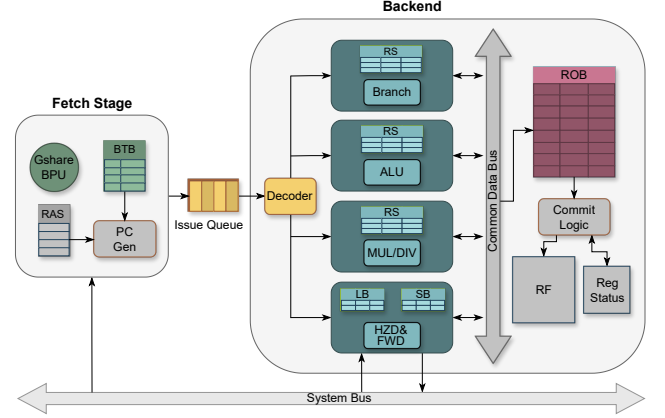 Backend
Fetch Stage
Gshare
BPU
BTB
RAS
PC
Gen
Issue Queue
Decoder
RS
Branch
RS
ALU
RS
MUL/DIV
LB
SB
HZD&
FWD
Common Data Bus
ROB
Commit
Logic
RF
Reg
Status
System Bus